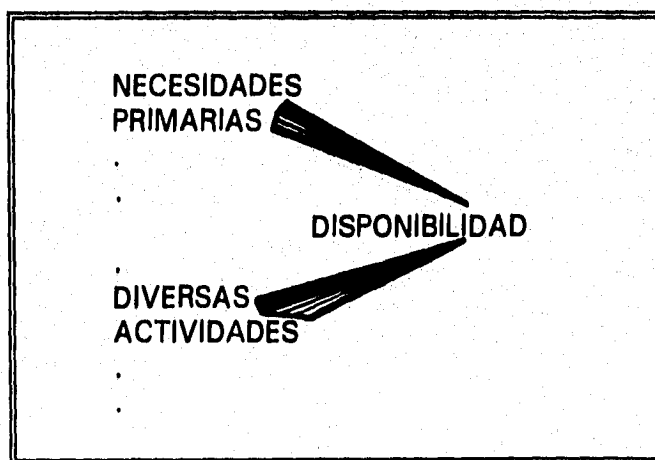 NECESIDADES
PRIMARIAS
.
.
DISPONIBILIDAD
.
DIVERSAS
ACTIVIDADES
.
.